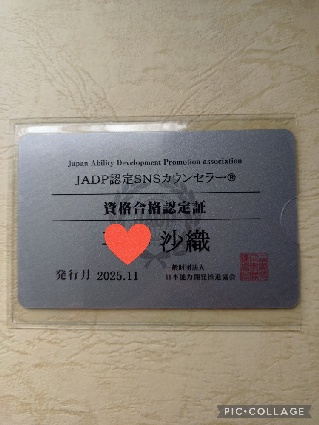 Japan Ability Development Promotion association
JADP認定SNSカウンセラー®
資格合格認定証
沙織
発行月 2025.11
一般財団法人
日本能力開発推進協会
PIC•COLLAGE